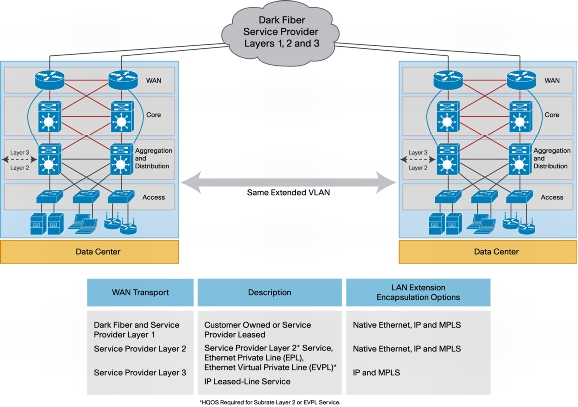 Dark Fiber
Service Provider
Layers 1, 2 and 3
WAN
Core
Layer 3
Layer 2
Aggregation
and
Distribution
Access
Data Center
Same Extended VLAN
WAN
Core
Layer 3
Layer 2
Aggregation
and
Distribution
Access
Data Center
WAN Transport
Description
LAN Extension
Encapsulation Options
Dark Fiber and Service
Provider Layer 1
Customer Owned or Service
Provider Leased
Native Ethernet, IP and MPLS
Service Provider Layer 2
Service Provider Layer 2* Service,
Ethernet Private Line (EPL),
Ethernet Virtual Private Line (EVPL)*
Native Ethernet, IP and MPLS
Service Provider Layer 3
IP Leased-Line Service
IP and MPLS
*HQOS Required for Subrate Layer 2 or EVPL Service.